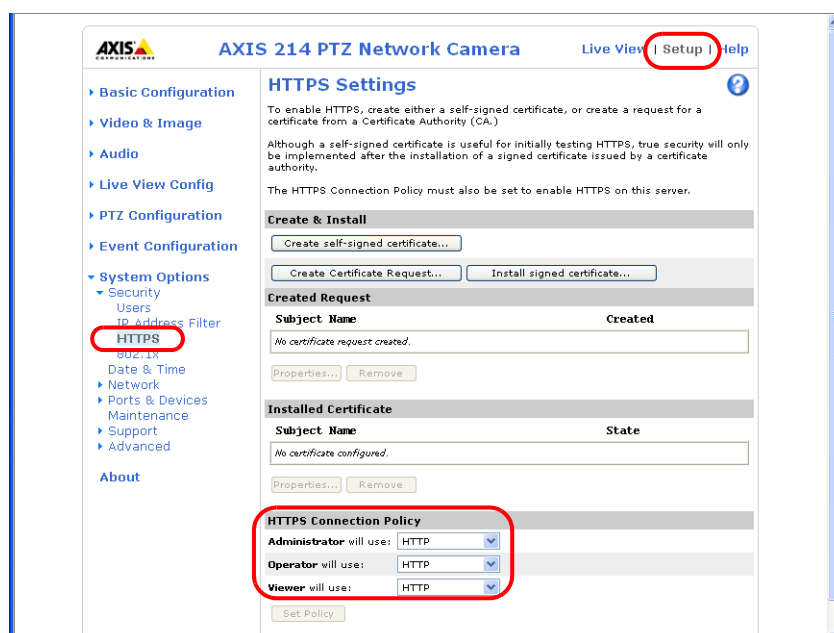 AXIS
COMMUNICATIONS
AXIS 214 PTZ Network Camera
Live View | Setup | Help
Basic Configuration
Video & Image
Audio
Live View Config
PTZ Configuration
Event Configuration
System Options
Security
Users
IP Address Filter
HTTPS
802.1x
Date & Time
Network
Ports & Devices
Maintenance
Support
Advanced
About
HTTPS Settings
?
To enable HTTPS, create either a self-signed certificate, or create a request for a
certificate from a Certificate Authority (CA.)
Although a self-signed certificate is useful for initially testing HTTPS, true security will only
be implemented after the installation of a signed certificate issued by a certificate
authority.
The HTTPS Connection Policy must also be set to enable HTTPS on this server.
Create & Install
Create self-signed certificate...
Create Certificate Request... Install signed certificate...
Created Request
Subject Name Created
No certificate request created.
Properties... Remove
Installed Certificate
Subject Name State
No certificate configured.
Properties... Remove
HTTPS Connection Policy
Administrator will use: HTTP
Operator will use: HTTP
Viewer will use: HTTP
Set Policy